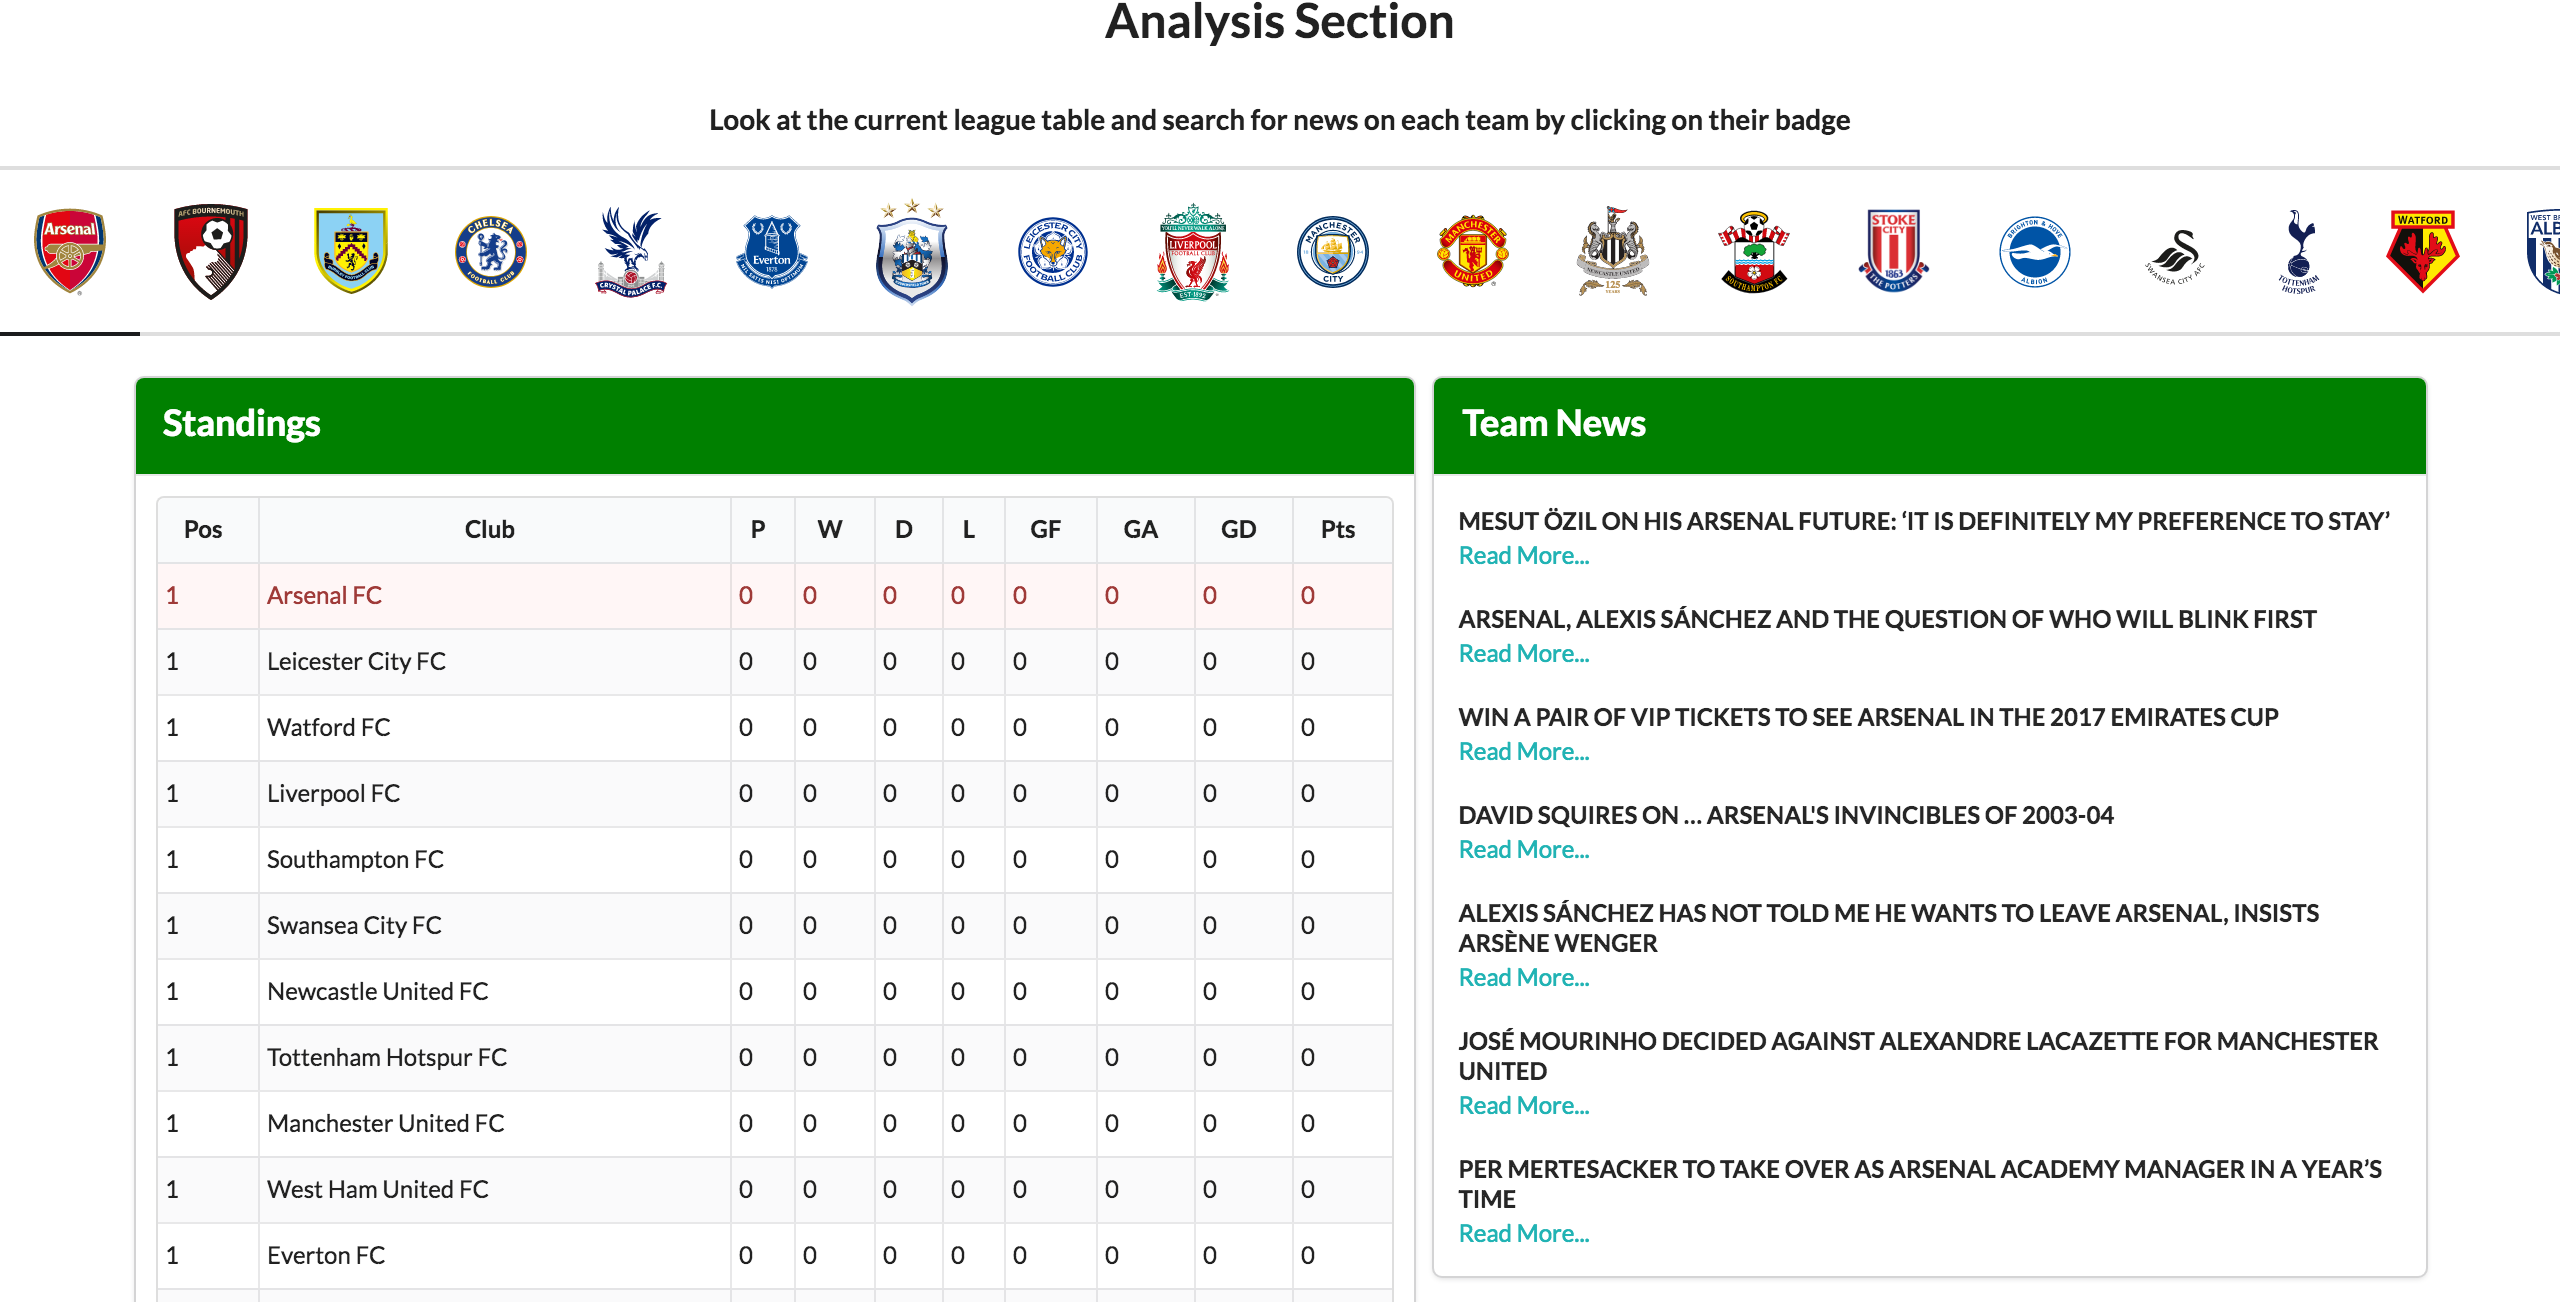 Analysis Section
Look at the current league table and search for news on each team by clicking on their badge
Arsenal
AFC BOURNEMOUTH
CHELSEA
FOOTBALL CLUB
CRYSTAL PALACE F.C
Everton
1878
LEICESTER CITY
FOOTBALL CLUB
YOU'LL NEVER WALK ALONE
LIVERPOOL
FOOTBALL CLUB
EST·1892
MANCHESTER
CITY
MANCHESTER
UNITED
NEWCASTLE UNITED
125
YEARS
SOUTHAMPTON FC
STOKE
CITY
1863
THE POTTERS
BRIGHTON & HOVE
ALBION
SWANSEA CITY AFC
TOTTENHAM
HOTSPUR
WATFORD
WEST BR
ALB
Standings
Pos Club P W D L GF GA GD Pts
1 Arsenal FC 0 0 0 0 0 0 0 0
1 Leicester City FC 0 0 0 0 0 0 0 0
1 Watford FC 0 0 0 0 0 0 0 0
1 Liverpool FC 0 0 0 0 0 0 0 0
1 Southampton FC 0 0 0 0 0 0 0 0
1 Swansea City FC 0 0 0 0 0 0 0 0
1 Newcastle United FC 0 0 0 0 0 0 0 0
1 Tottenham Hotspur FC 0 0 0 0 0 0 0 0
1 Manchester United FC 0 0 0 0 0 0 0 0
1 West Ham United FC 0 0 0 0 0 0 0 0
1 Everton FC 0 0 0 0 0 0 0 0
Team News
MESUT ÖZIL ON HIS ARSENAL FUTURE: ‘IT IS DEFINITELY MY PREFERENCE TO STAY’
Read More...
ARSENAL, ALEXIS SÁNCHEZ AND THE QUESTION OF WHO WILL BLINK FIRST
Read More...
WIN A PAIR OF VIP TICKETS TO SEE ARSENAL IN THE 2017 EMIRATES CUP
Read More...
DAVID SQUIRES ON … ARSENAL'S INVINCIBLES OF 2003-04
Read More...
ALEXIS SÁNCHEZ HAS NOT TOLD ME HE WANTS TO LEAVE ARSENAL, INSISTS
ARSÈNE WENGER
Read More...
JOSÉ MOURINHO DECIDED AGAINST ALEXANDRE LACAZETTE FOR MANCHESTER
UNITED
Read More...
PER MERTESACKER TO TAKE OVER AS ARSENAL ACADEMY MANAGER IN A YEAR’S
TIME
Read More...